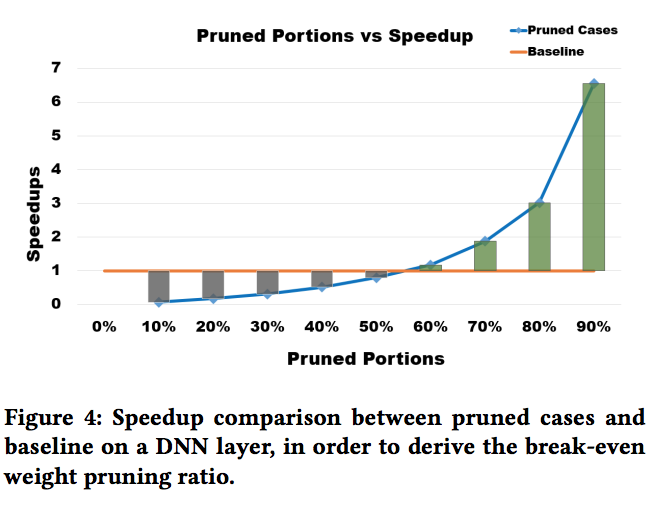 Pruned Portions vs Speedup
Pruned Cases
Baseline
7
6
5
4
3
2
1
0
Speedups
0% 10% 20% 30% 40% 50% 60% 70% 80% 90%
Pruned Portions
Figure 4: Speedup comparison between pruned cases and
baseline on a DNN layer, in order to derive the break-even
weight pruning ratio.